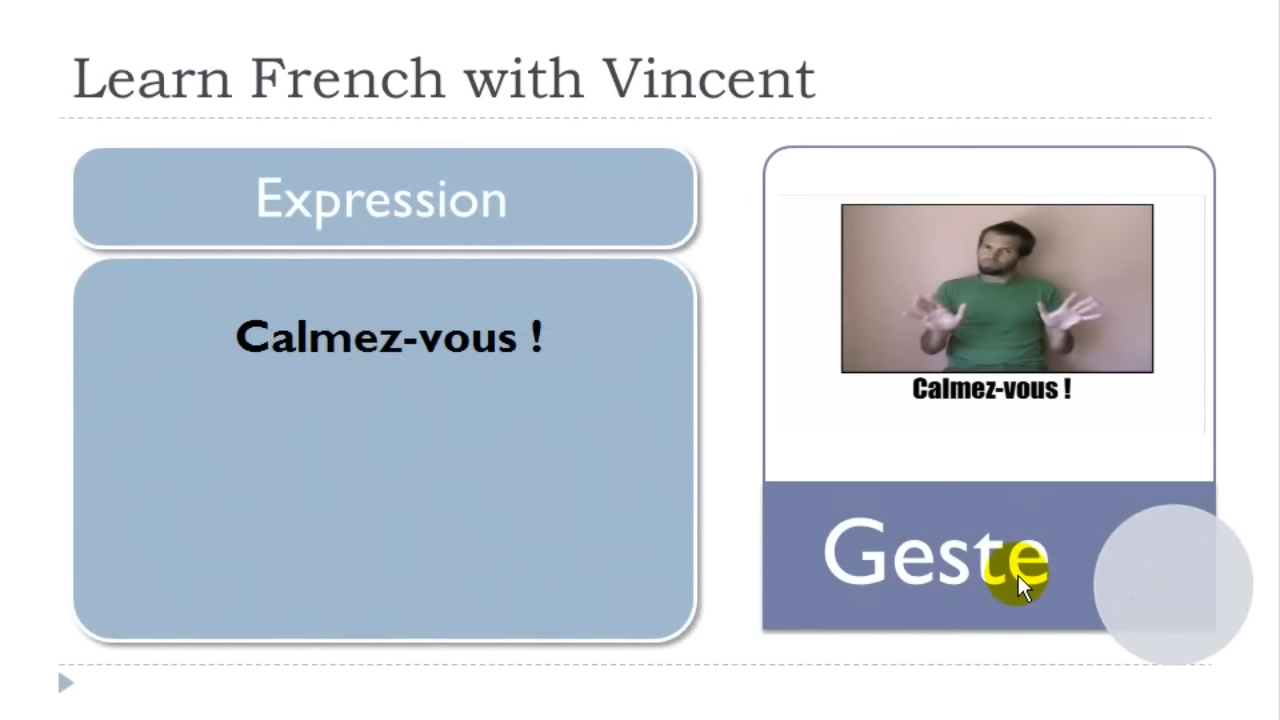 Learn French with Vincent
Expression
Calmez-vous !
Calmez-vous !
Geste